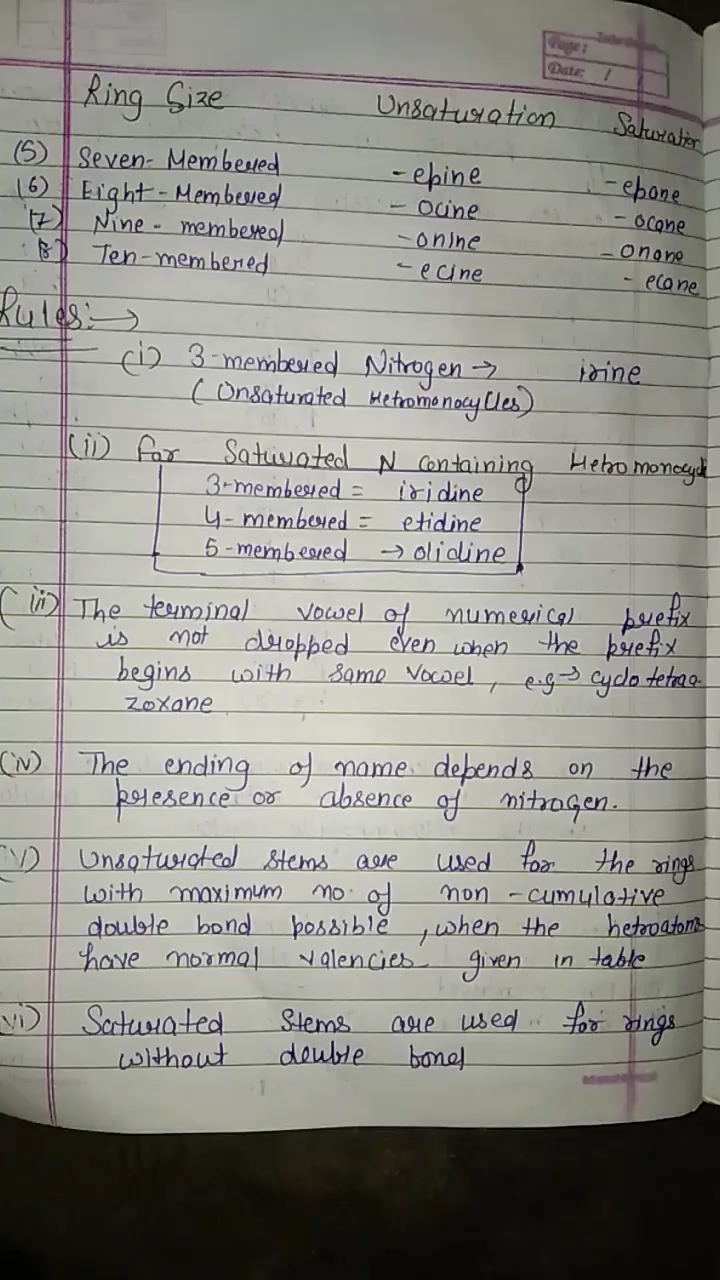 Page:
Date: /
Ring Size Unsaturation Saturation
(5) Seven-Membered -epine -epane
(6) Eight-Membered -ocine -ocane
(7) Nine-membered -onine -onane
(8) Ten-membered -ecine -ecane
Rules:→
(i) 3-membered Nitrogen → irine
(Unsaturated Hetromonocycles)
(ii) for Saturated N containing Hetromonocycl
3-membered = iridine
4-membered = etidine
5-membered → olidine
(iii) The terminal vowel of numerical prefix
is not dropped even when the prefix
begins with same vowel, e.g→ cyclotetraa-
zoxane
(iv) The ending of name depends on the
presence or absence of nitrogen.
(v) Unsaturated stems are used for the rings
with maximum no. of non-cumulative
double bond possible, when the hetroatoms
have normal valencies given in table
(vi) Saturated stems are used for rings
without double bond